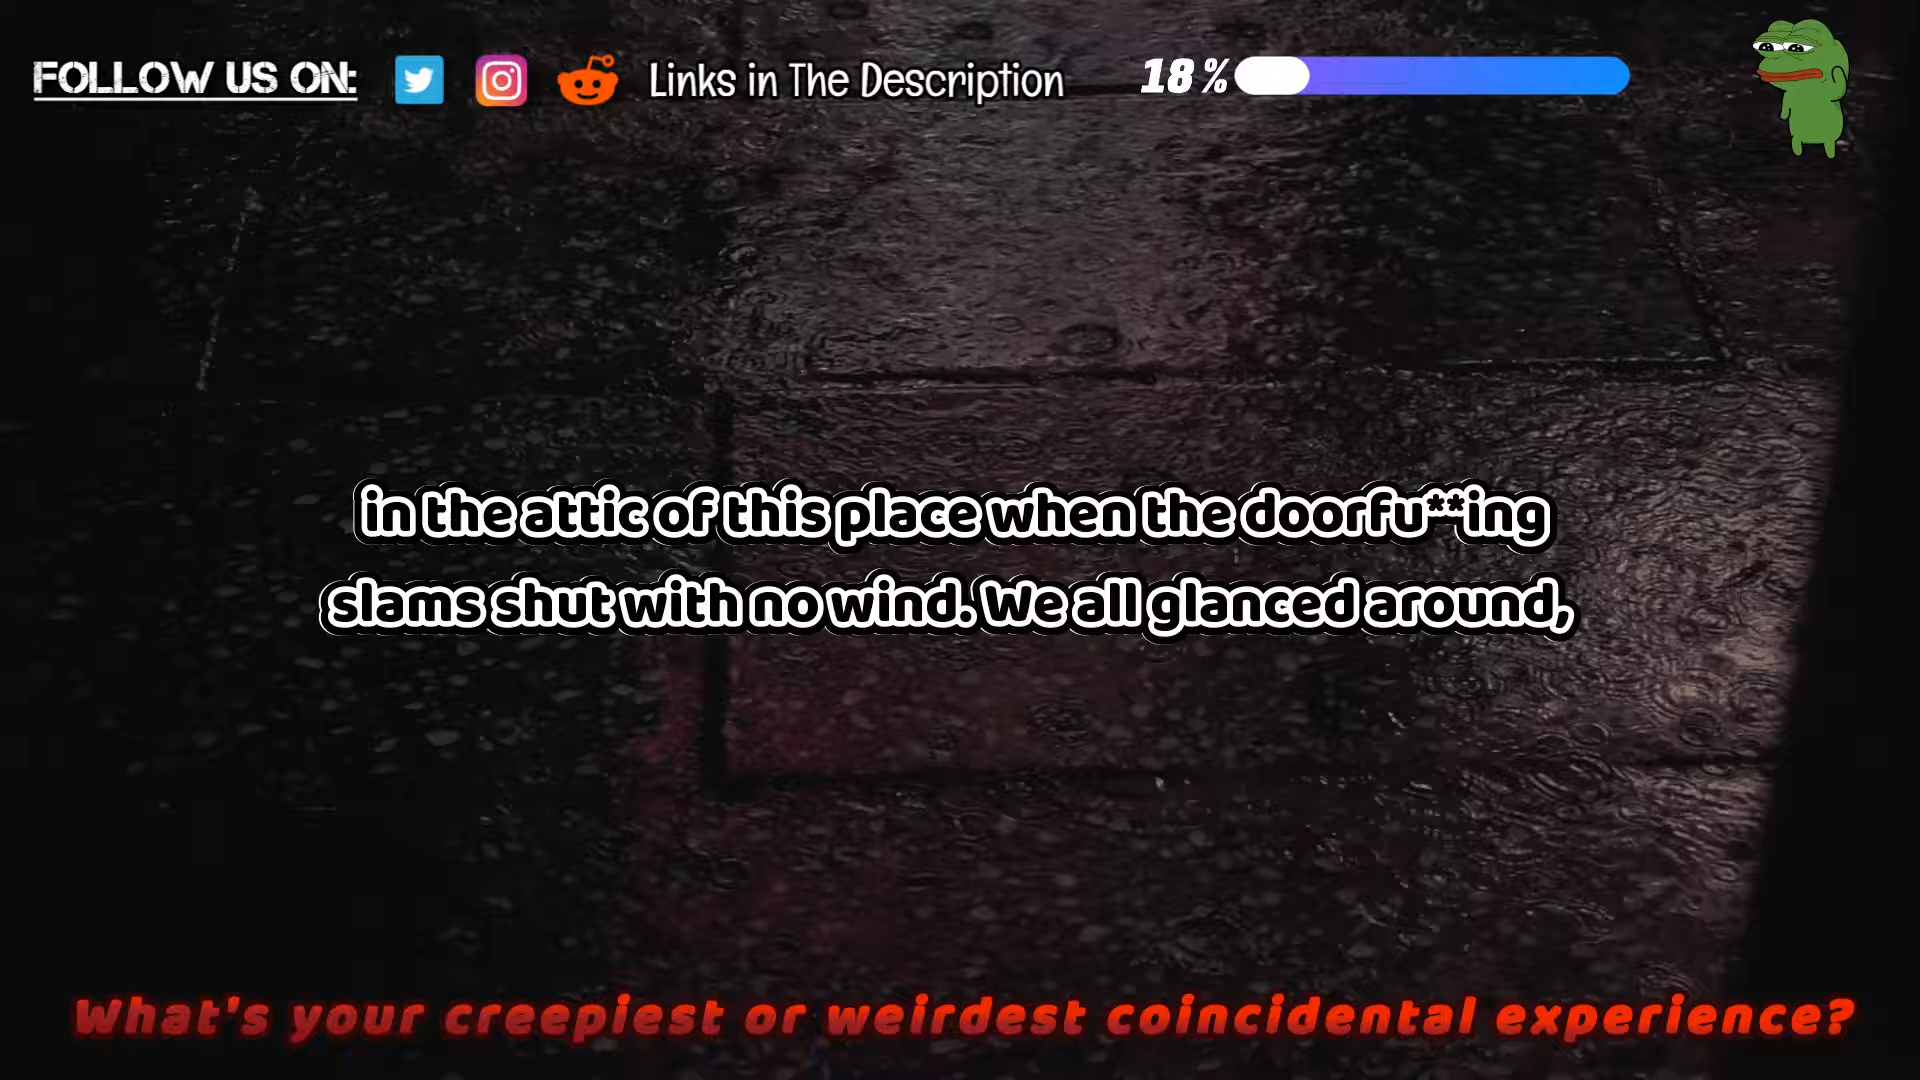 FOLLOW US ON: Links in The Description 18%
in the attic of this place when the doorfu**ing
slams shut with no wind. We all glanced around,
What's your creepiest or weirdest coincidental experience?